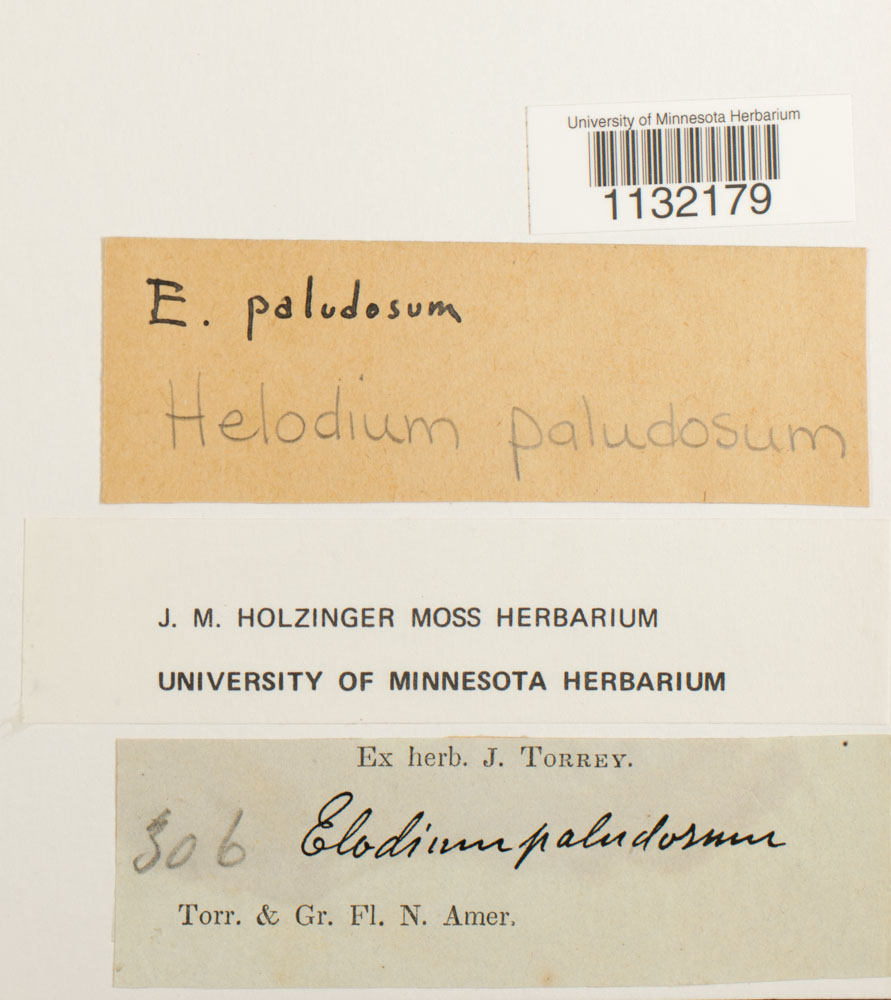 University of Minnesota Herbarium
1132179
E. paludosum
Helodium paludosum
J. M. HOLZINGER MOSS HERBARIUM
UNIVERSITY OF MINNESOTA HERBARIUM
Ex herb. J. TORREY.
306 Elodium paludosum
Torr. & Gr. Fl. N. Amer.